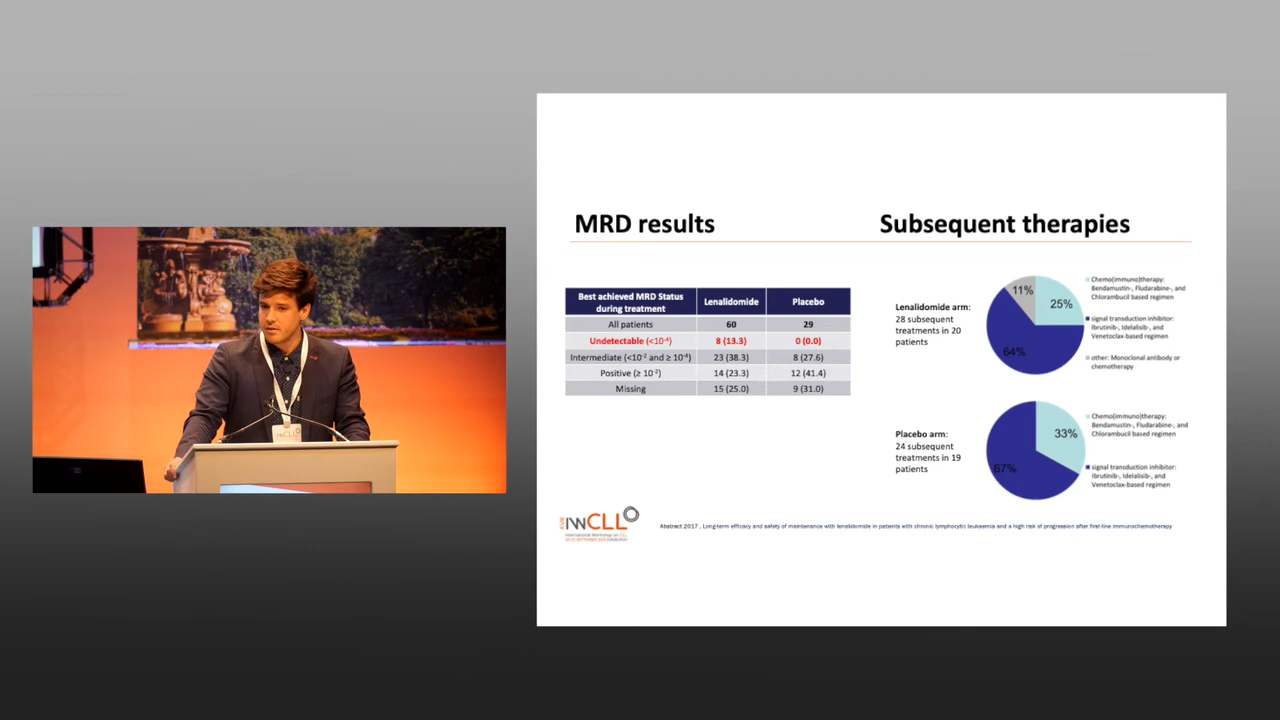 MRD results
Best achieved MRD Status during treatment Lenalidomide Placebo
All patients 60 29
Undetectable (<10⁻⁴) 8 (13.3) 0 (0.0)
Intermediate (<10⁻² and ≥ 10⁻⁴) 23 (38.3) 8 (27.6)
Positive (≥ 10⁻²) 14 (23.3) 12 (41.4)
Missing 15 (25.0) 9 (31.0)
Subsequent therapies
Lenalidomide arm:
28 subsequent
treatments in 20
patients
11%
25%
64%
Chemo(immuno)therapy:
Bendamustin-, Fludarabine-, and
Chlorambucil based regimen
signal transduction inhibitor:
Ibrutinib-, Idelalisib-, and
Venetoclax-based regimen
other: Monoclonal antibody or
chemotherapy
Placebo arm:
24 subsequent
treatments in 19
patients
33%
67%
Chemo(immuno)therapy:
Bendamustin-, Fludarabine-, and
Chlorambucil based regimen
signal transduction inhibitor:
Ibrutinib-, Idelalisib-, and
Venetoclax-based regimen
iwCLL
International Workshop on CLL
Abstract 2017 , Long-term efficacy and safety of maintenance with lenalidomide in patients with chronic lymphocytic leukaemia and a high risk of progression after first-line immunochemotherapy